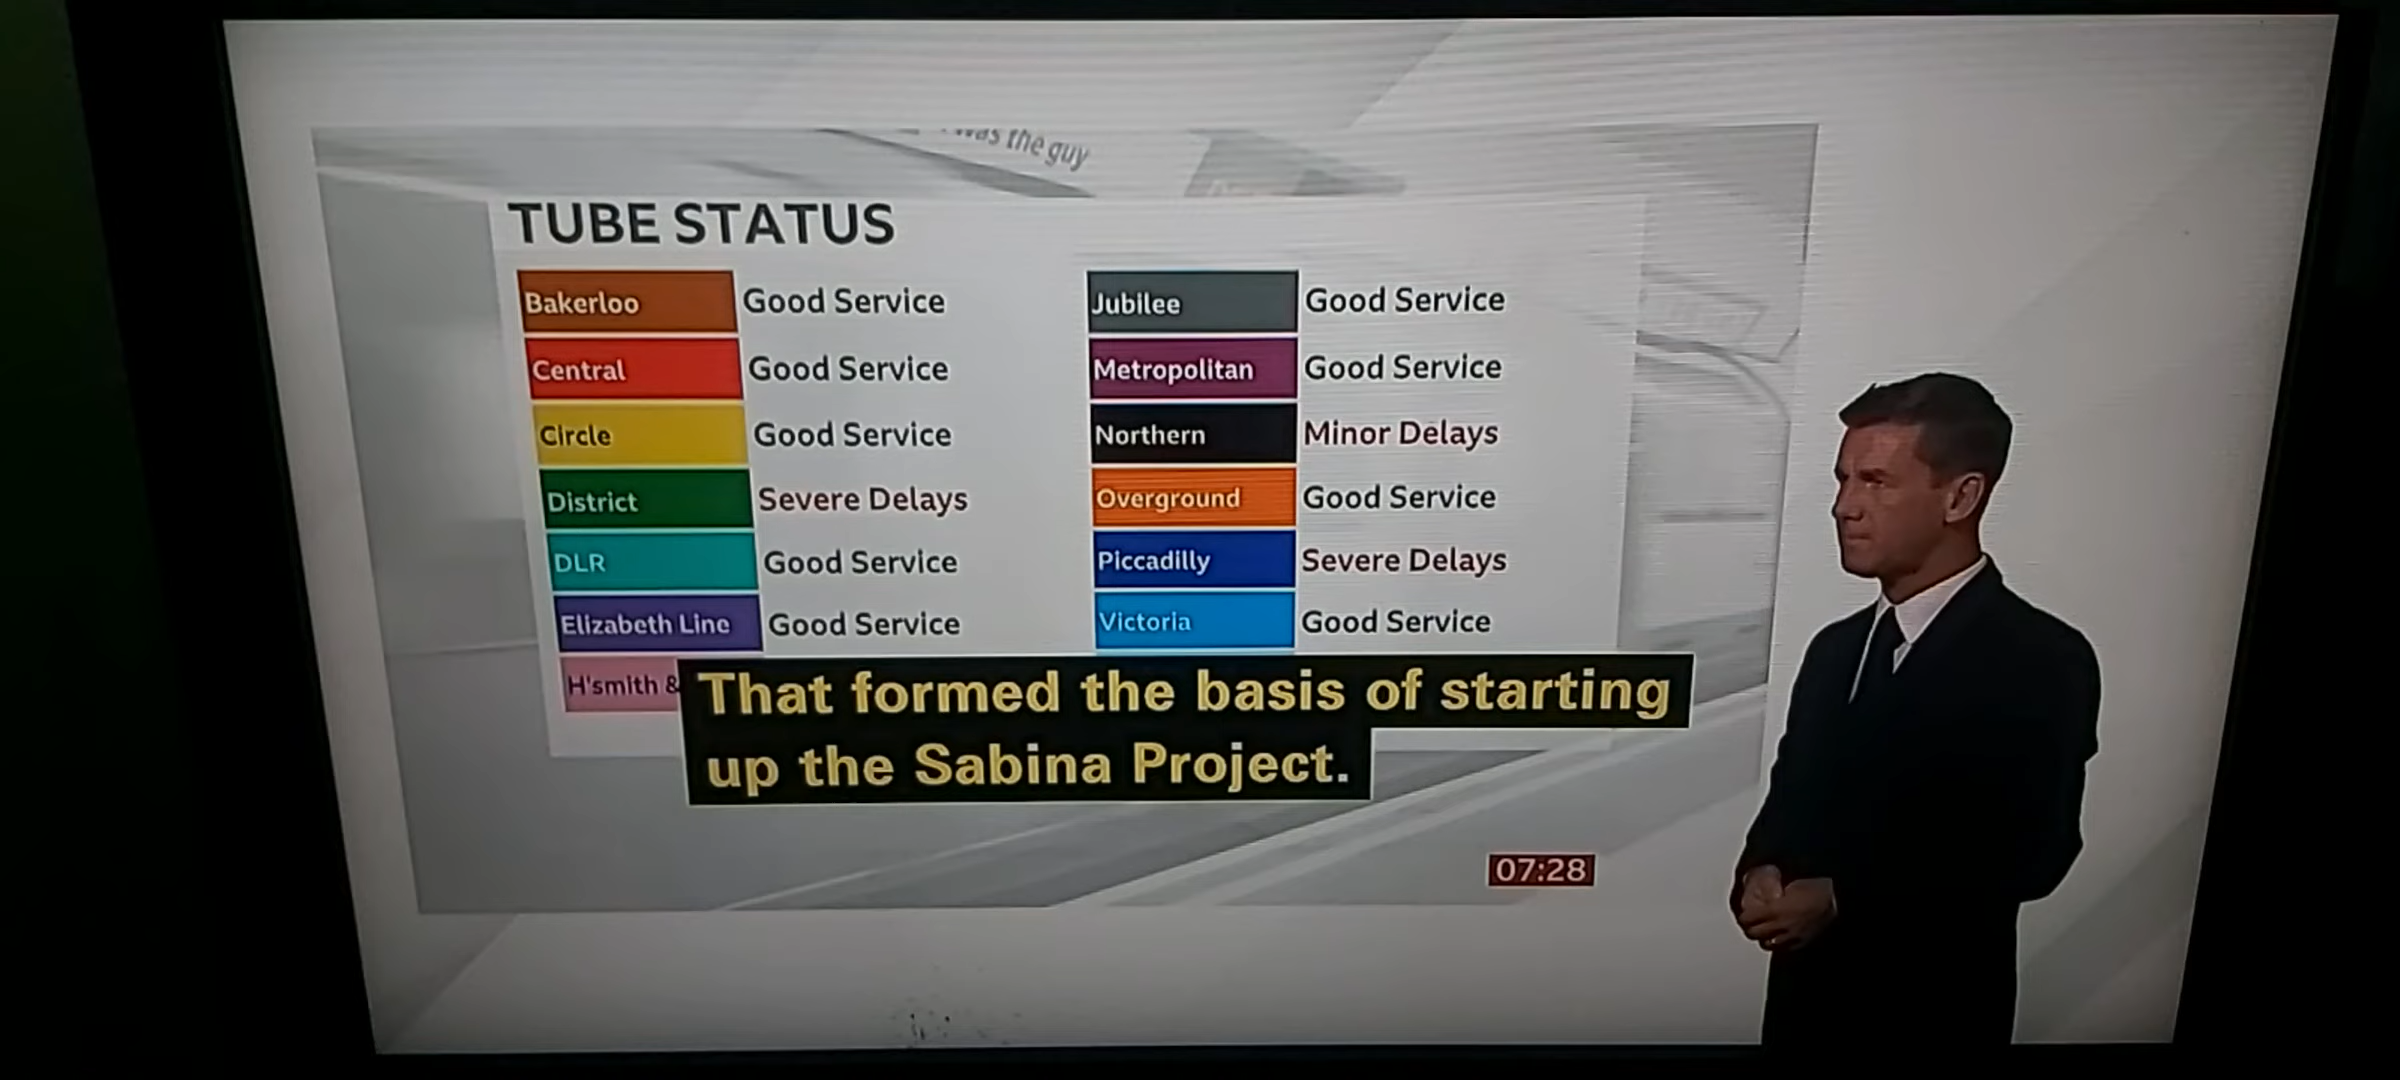 was the guy
TUBE STATUS
Bakerloo Good Service
Central Good Service
Circle Good Service
District Severe Delays
DLR Good Service
Elizabeth Line Good Service
H'smith &
Jubilee Good Service
Metropolitan Good Service
Northern Minor Delays
Overground Good Service
Piccadilly Severe Delays
Victoria Good Service
That formed the basis of starting
up the Sabina Project.
07:28